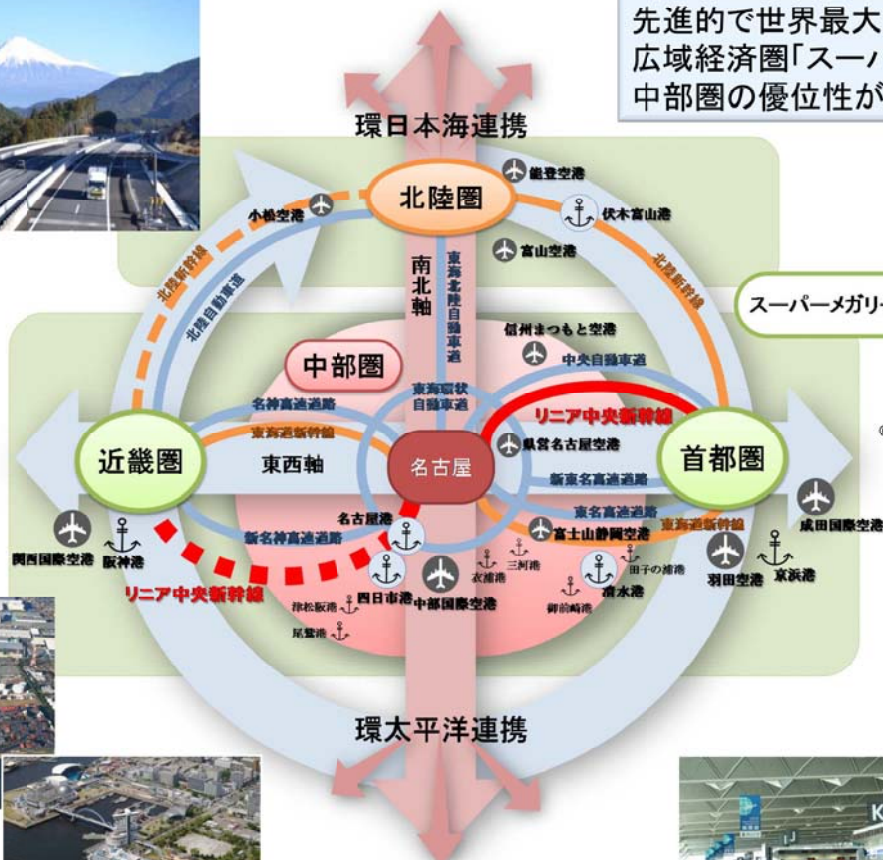 先進的で世界最大
広域経済圏「スーパ
中部圏の優位性が
環日本海連携
北陸圏
能登空港
小松空港
伏木富山港
富山空港
北陸新幹線
北陸自動車道
北陸新幹線
南北軸
東海北陸自動車道
スーパーメガリー
信州まつもと空港
中部圏
中央自動車道
東海環状
自動車道
名神高速道路
リニア中央新幹線
東海道新幹線
県営名古屋空港
近畿圏
東西軸
名古屋
首都圏
新東名高速道路
東名高速道路
東海道新幹線
名古屋港
新名神高速道路
富士山静岡空港
成田国際空港
関西国際空港
阪神港
三河港
衣浦港
田子の浦港
羽田空港
京浜港
リニア中央新幹線
四日市港
中部国際空港
清水港
御前崎港
津松阪港
尾鷲港
環太平洋連携
K
J